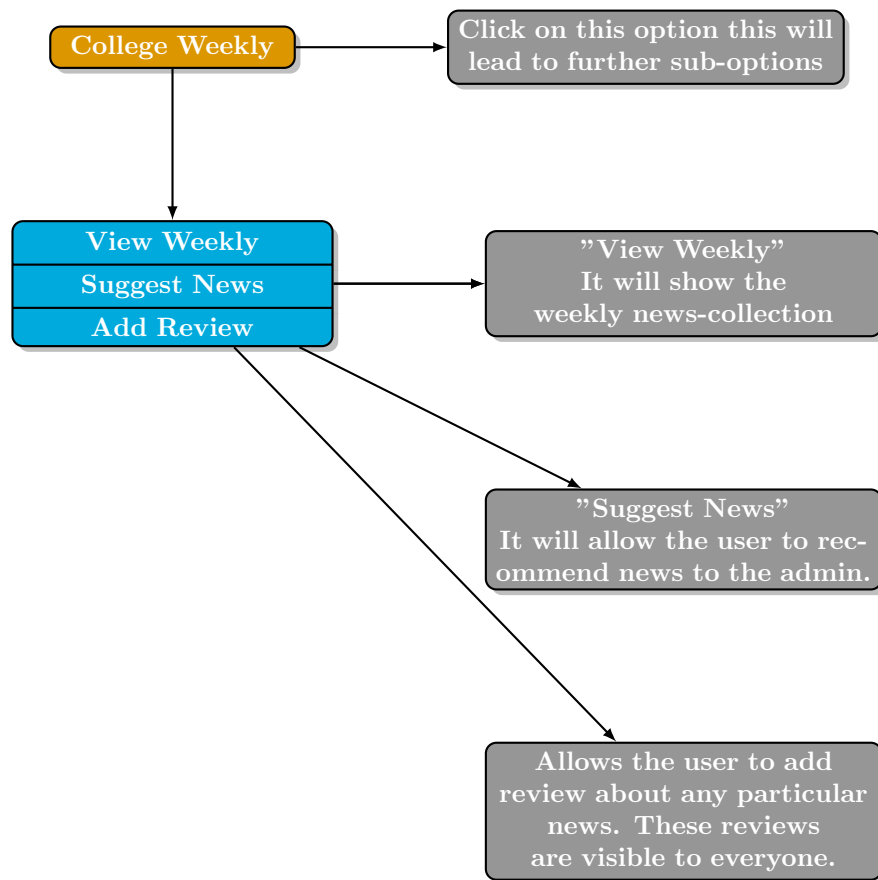 College Weekly
Click on this option this will
lead to further sub-options
View Weekly
Suggest News
Add Review
”View Weekly”
It will show the
weekly news-collection
”Suggest News”
It will allow the user to rec-
ommend news to the admin.
Allows the user to add
review about any particular
news. These reviews
are visible to everyone.